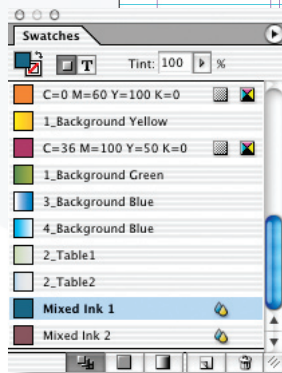 Swatches
T Tint: 100 %
C=0 M=60 Y=100 K=0
1_Background Yellow
C=36 M=100 Y=50 K=0
1_Background Green
3_Background Blue
4_Background Blue
2_Table1
2_Table2
Mixed Ink 1
Mixed Ink 2